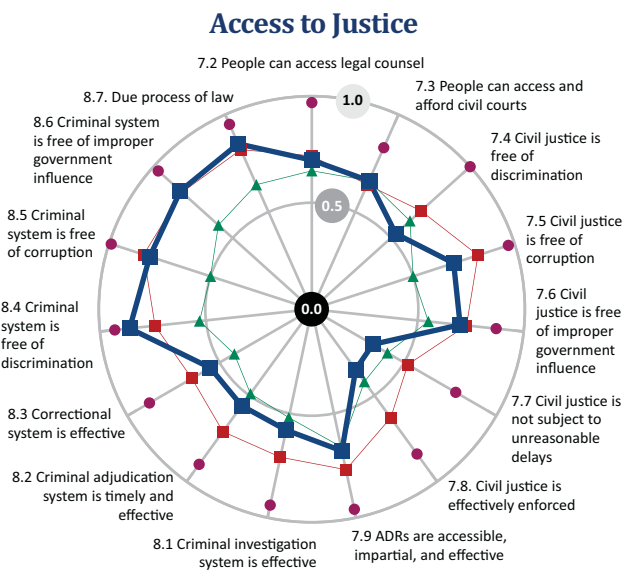 Access to Justice
7.2 People can access legal counsel
7.3 People can access and
afford civil courts
7.4 Civil justice is
free of
discrimination
7.5 Civil justice
is free of
corruption
7.6 Civil
justice is free
of improper
government
influence
7.7 Civil justice is
not subject to
unreasonable
delays
7.8. Civil justice is
effectively enforced
7.9 ADRs are accessible,
impartial, and effective
8.1 Criminal investigation
system is effective
8.2 Criminal adjudication
system is timely and
effective
8.3 Correctional
system is effective
8.4 Criminal
system is
free of
discrimination
8.5 Criminal
system is free
of corruption
8.6 Criminal system
is free of improper
government
influence
8.7. Due process of law
1.0
0.5
0.0